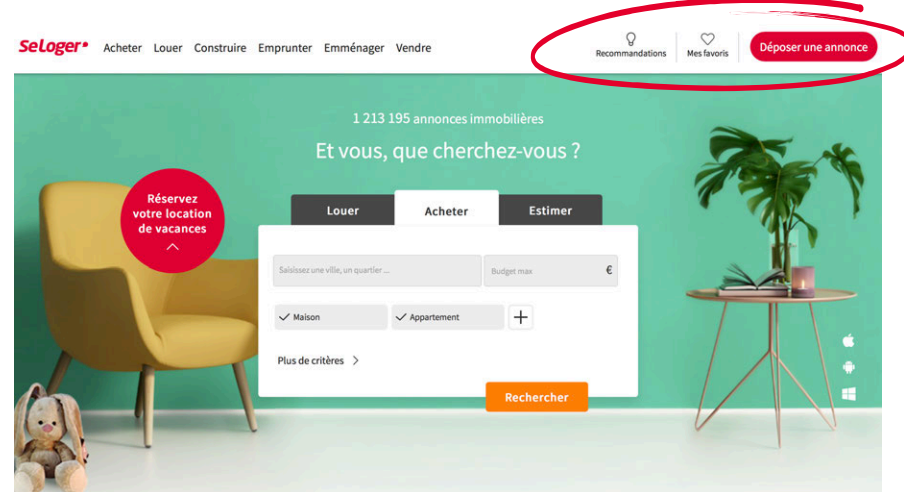 SeLoger
Acheter Louer Construire Emprunter Emménager Vendre
Recommandations
Mes favoris
Déposer une annonce
1 213 195 annonces immobilières
Et vous, que cherchez-vous ?
Réservez
votre location
de vacances
Louer Acheter Estimer
Saisissez une ville, un quartier ...
Budget max
€
Maison
Appartement
Plus de critères
Rechercher